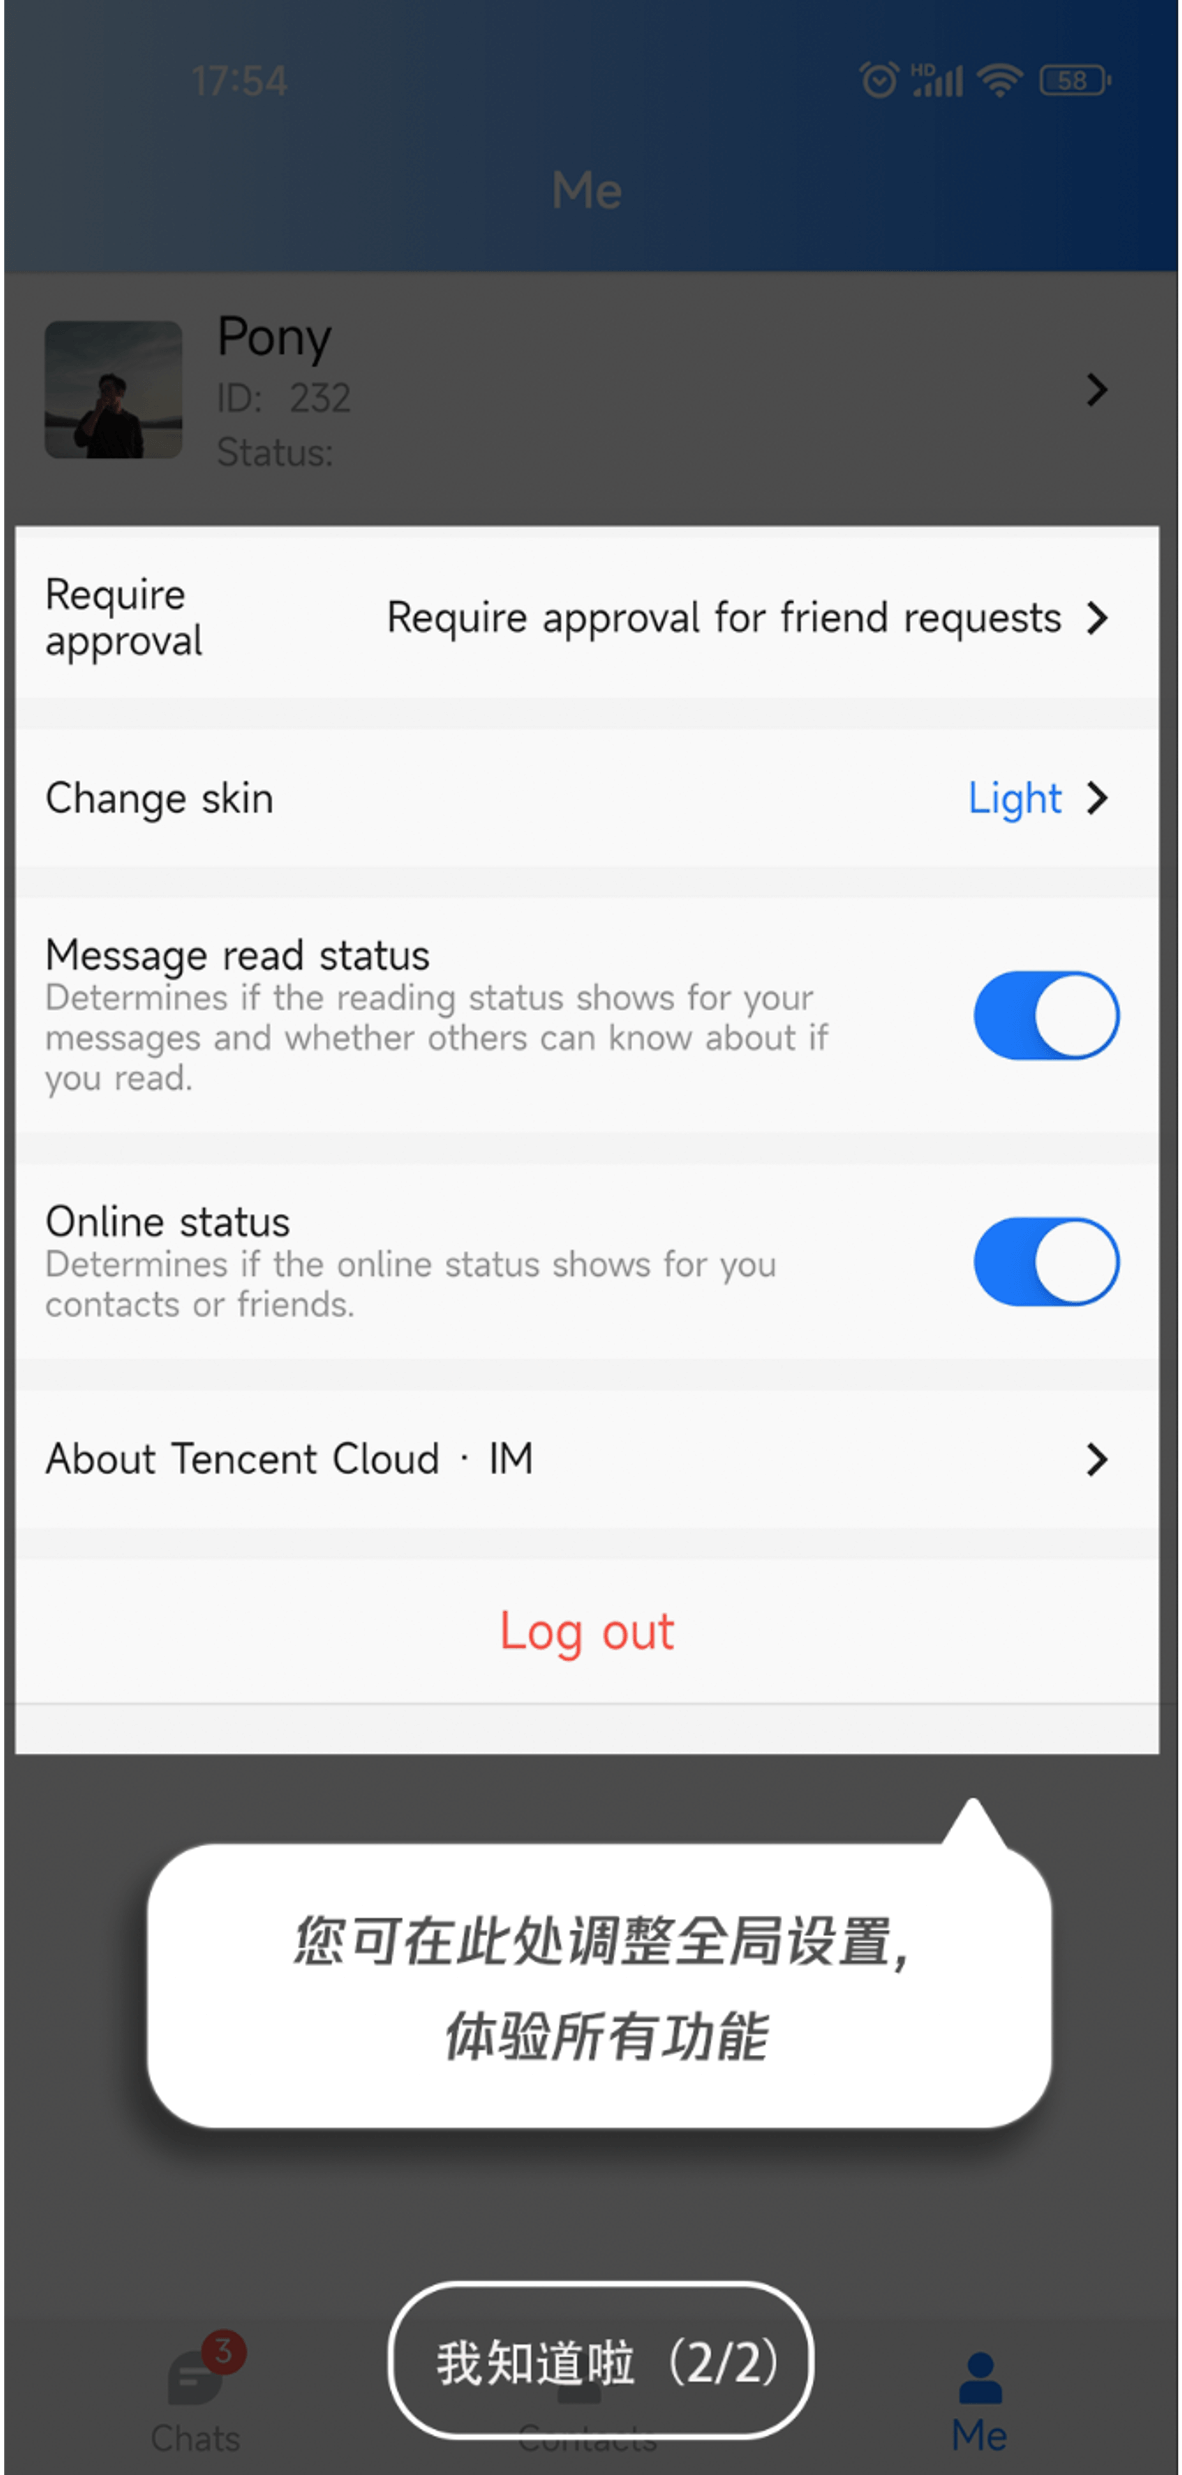 17:54
HD
58
Me
Pony
ID: 232
Status:
Require
approval
Require approval for friend requests
Change skin
Light
Message read status
Determines if the reading status shows for your
messages and whether others can know about if
you read.
Online status
Determines if the online status shows for you
contacts or friends.
About Tencent Cloud · IM
Log out
您可在此处调整全局设置，
体验所有功能
我知道啦（2/2）
3
Chats
Contacts
Me